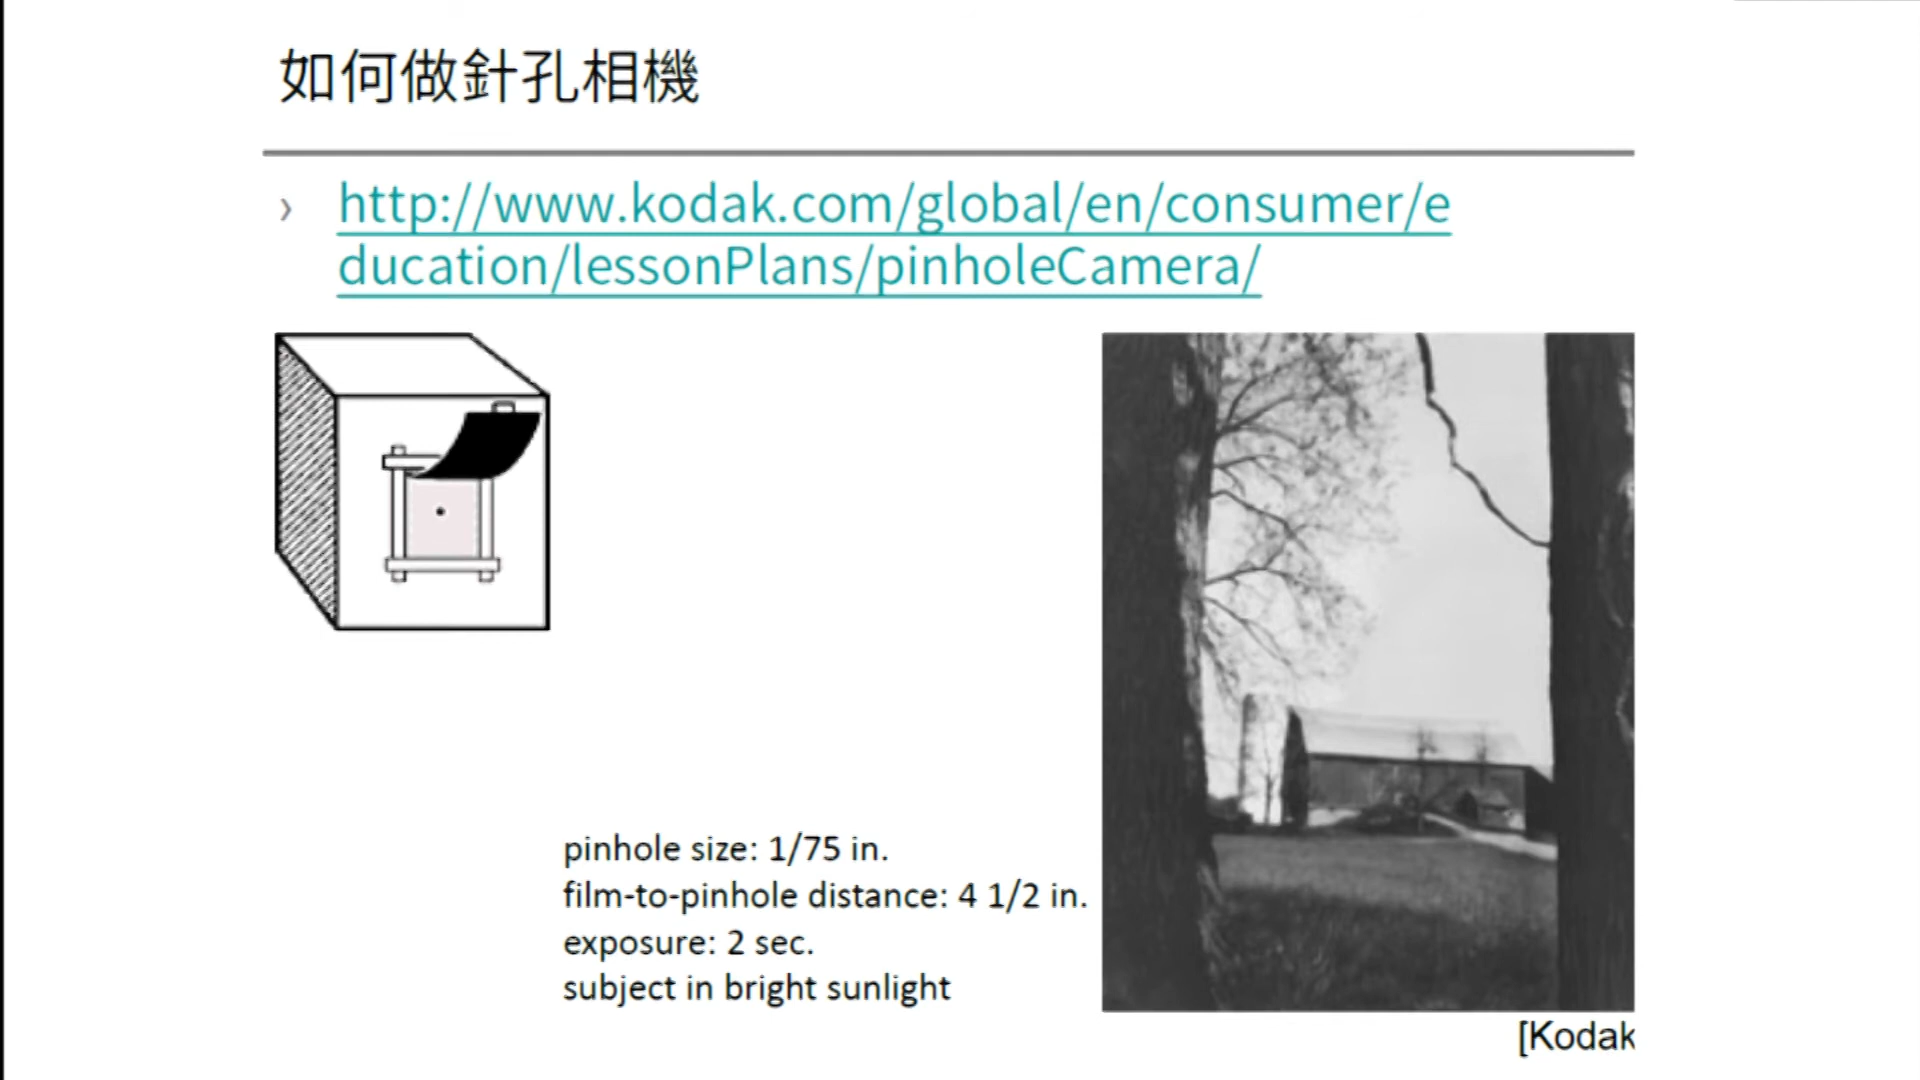 如何做針孔相機
› http://www.kodak.com/global/en/consumer/e
ducation/lessonPlans/pinholeCamera/
pinhole size: 1/75 in.
film-to-pinhole distance: 4 1/2 in.
exposure: 2 sec.
subject in bright sunlight
[Kodak